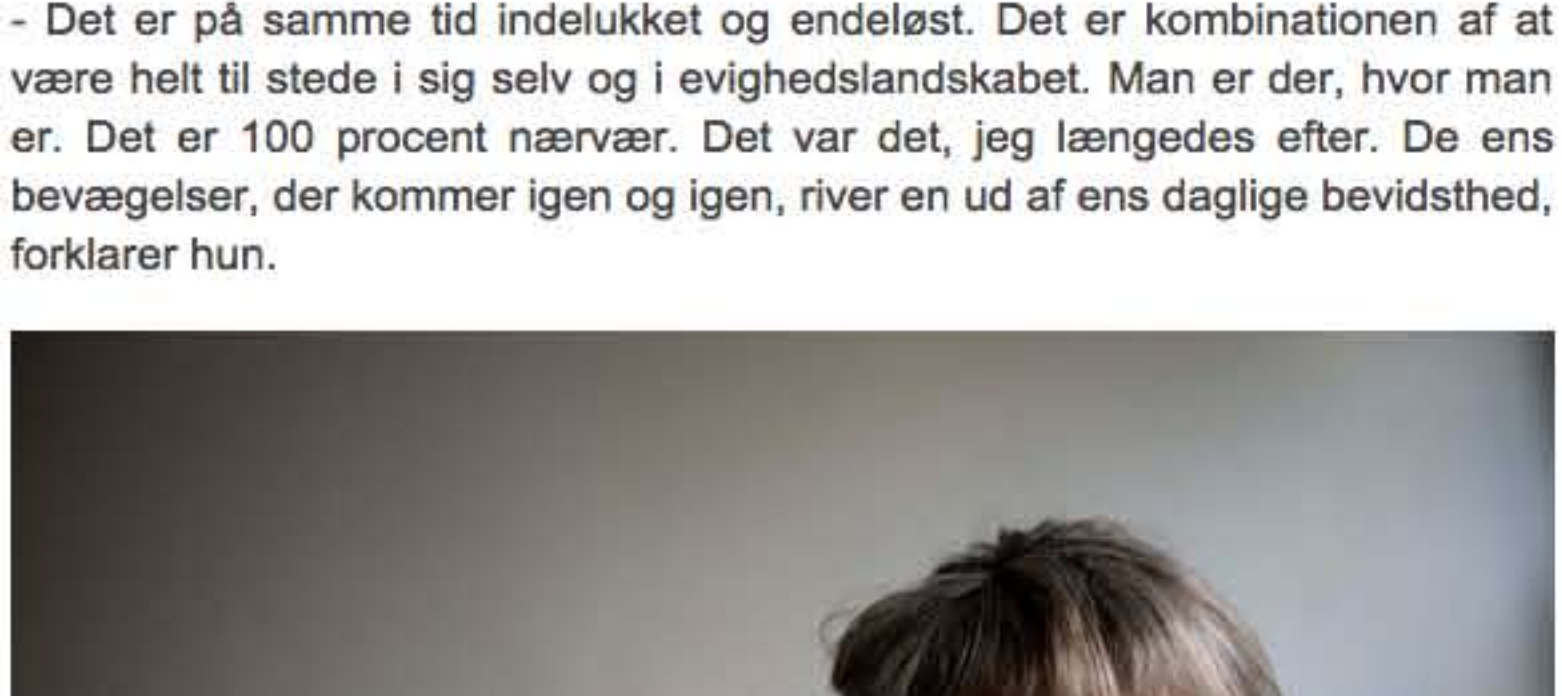 - Det er på samme tid indelukket og endeløst. Det er kombinationen af at
være helt til stede i sig selv og i evighedslandskabet. Man er der, hvor man
er. Det er 100 procent nærvær. Det var det, jeg længedes efter. De ens
bevægelser, der kommer igen og igen, river en ud af ens daglige bevidsthed,
forklarer hun.